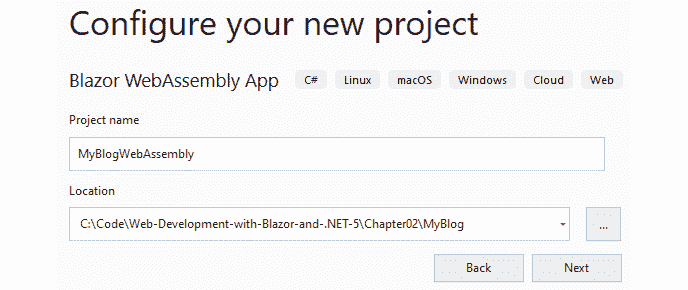 Configure your new project
Blazor WebAssembly App C# Linux macOS Windows Cloud Web
Project name
MyBlogWebAssembly
Location
C:\Code\Web-Development-with-Blazor-and-.NET-5\Chapter02\MyBlog ...
Back Next